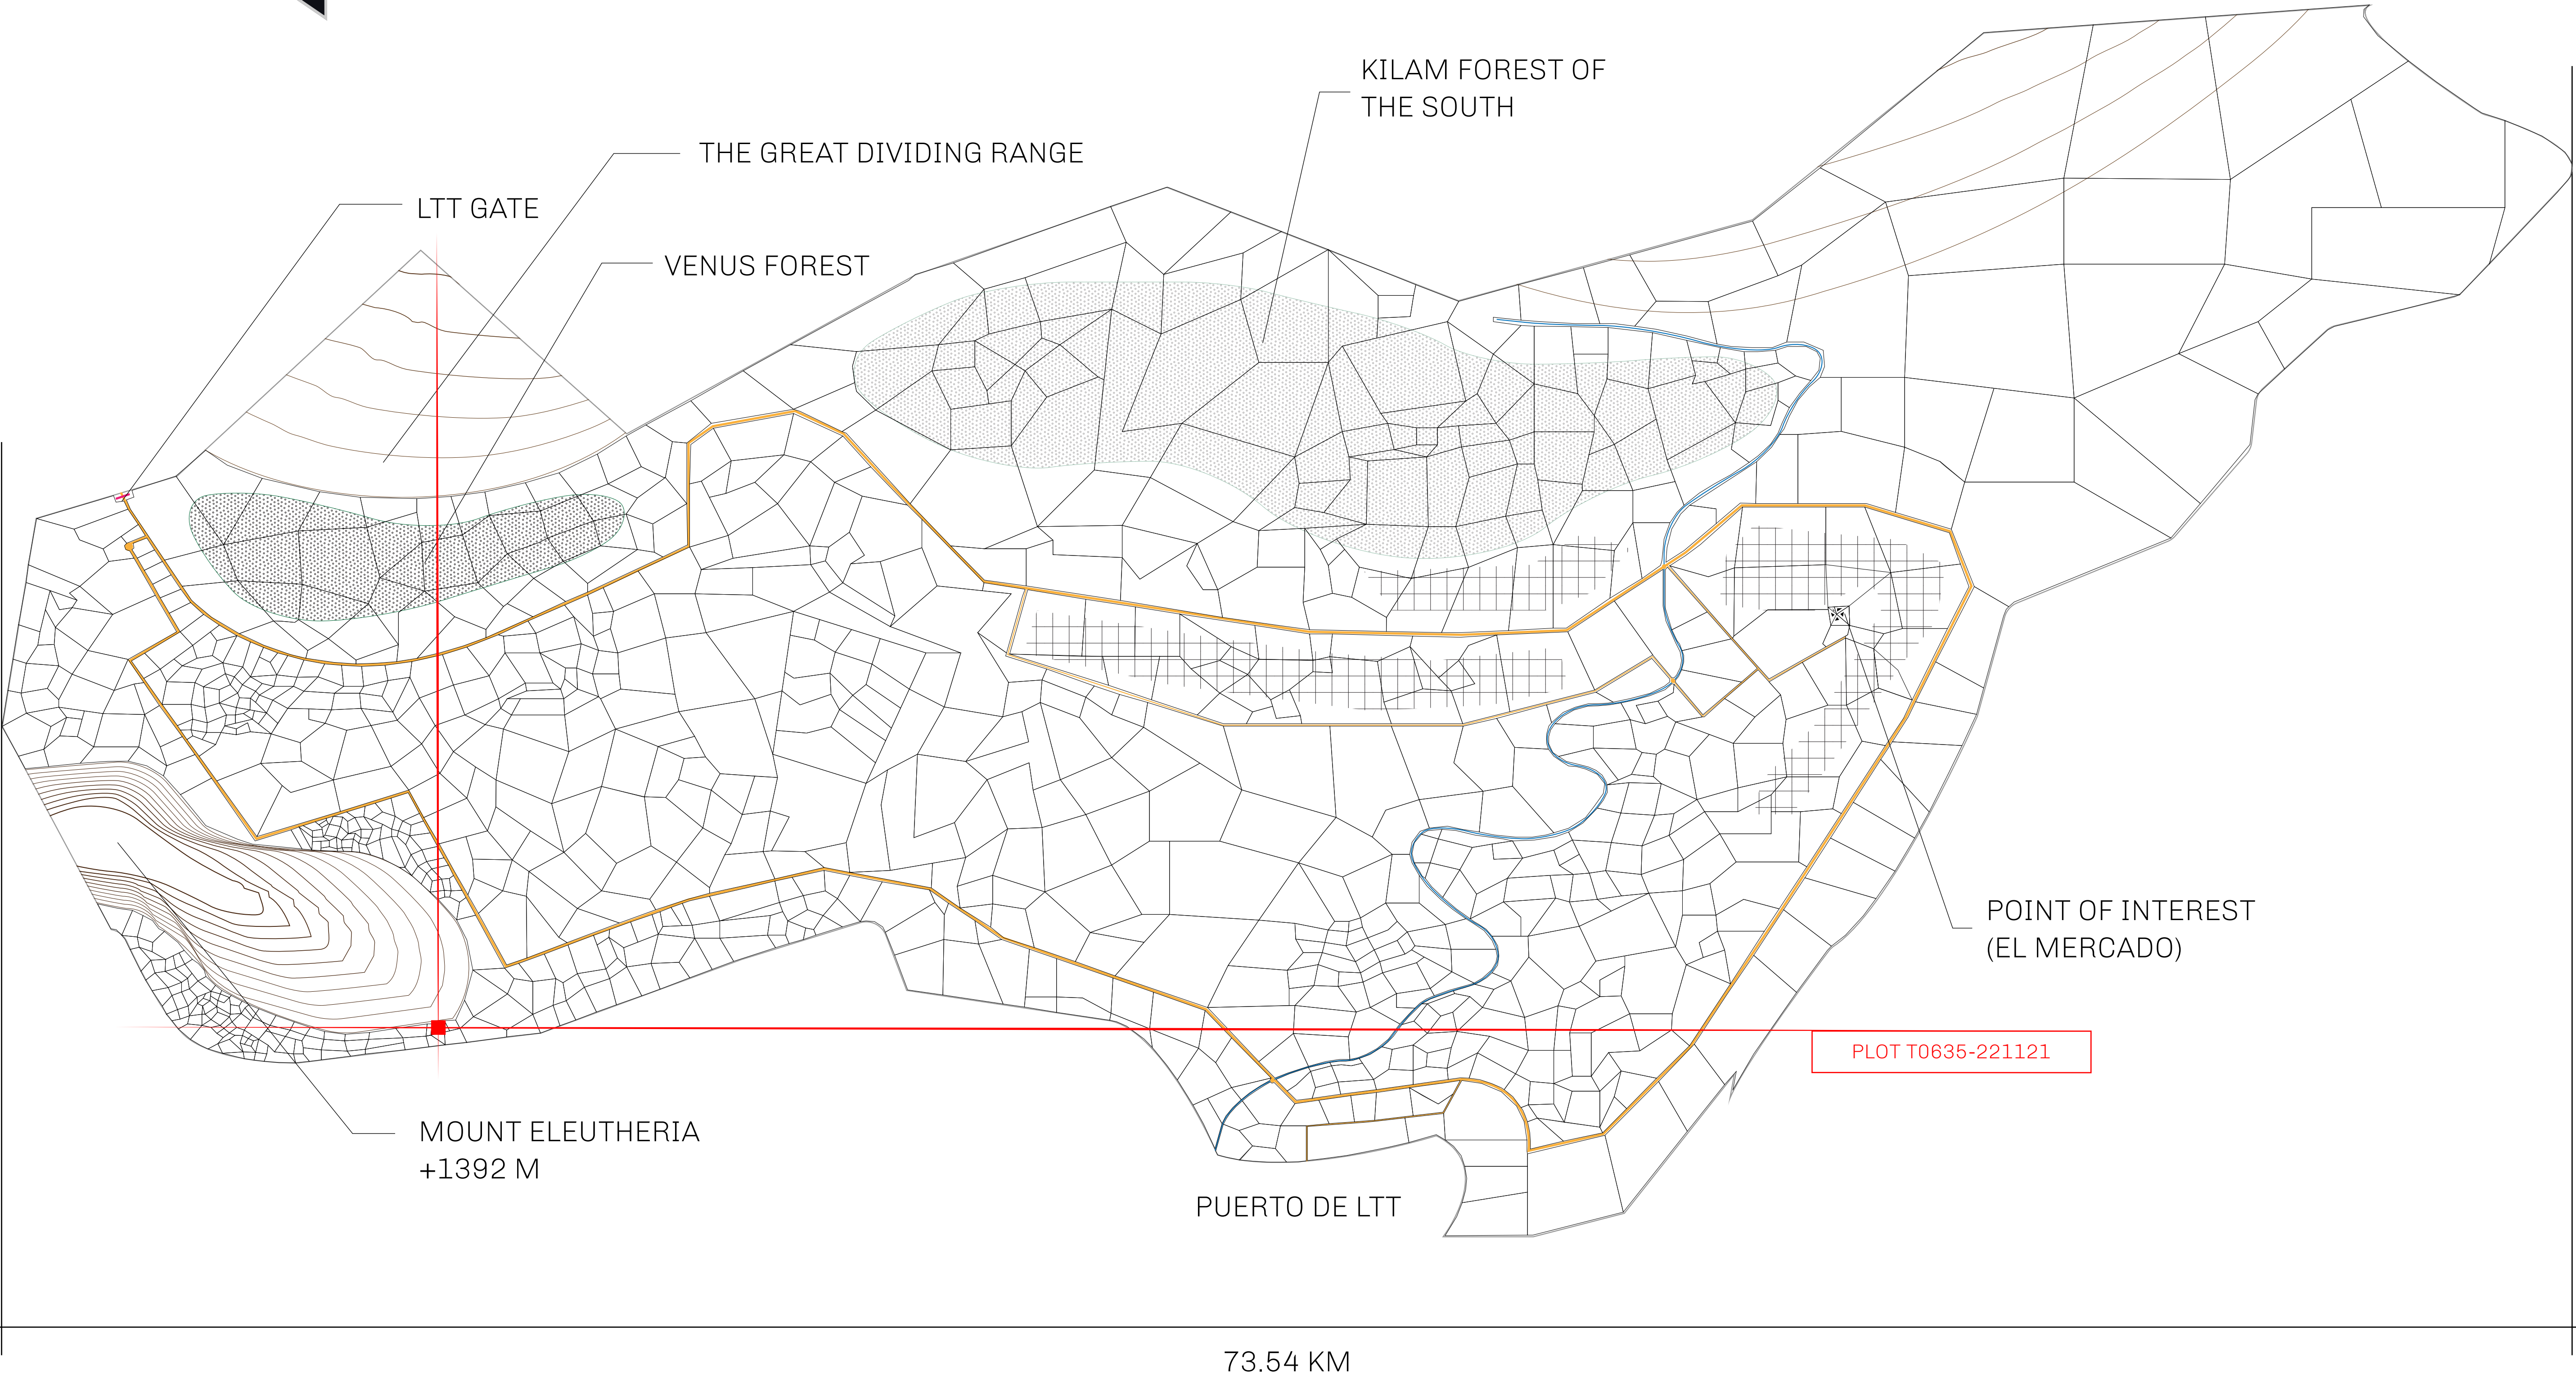 KILAM FOREST OF
THE SOUTH
THE GREAT DIVIDING RANGE
LTT GATE
VENUS FOREST
POINT OF INTEREST
(EL MERCADO)
PLOT T0635-221121
MOUNT ELEUTHERIA
+1392 M
PUERTO DE LTT
73.54 KM